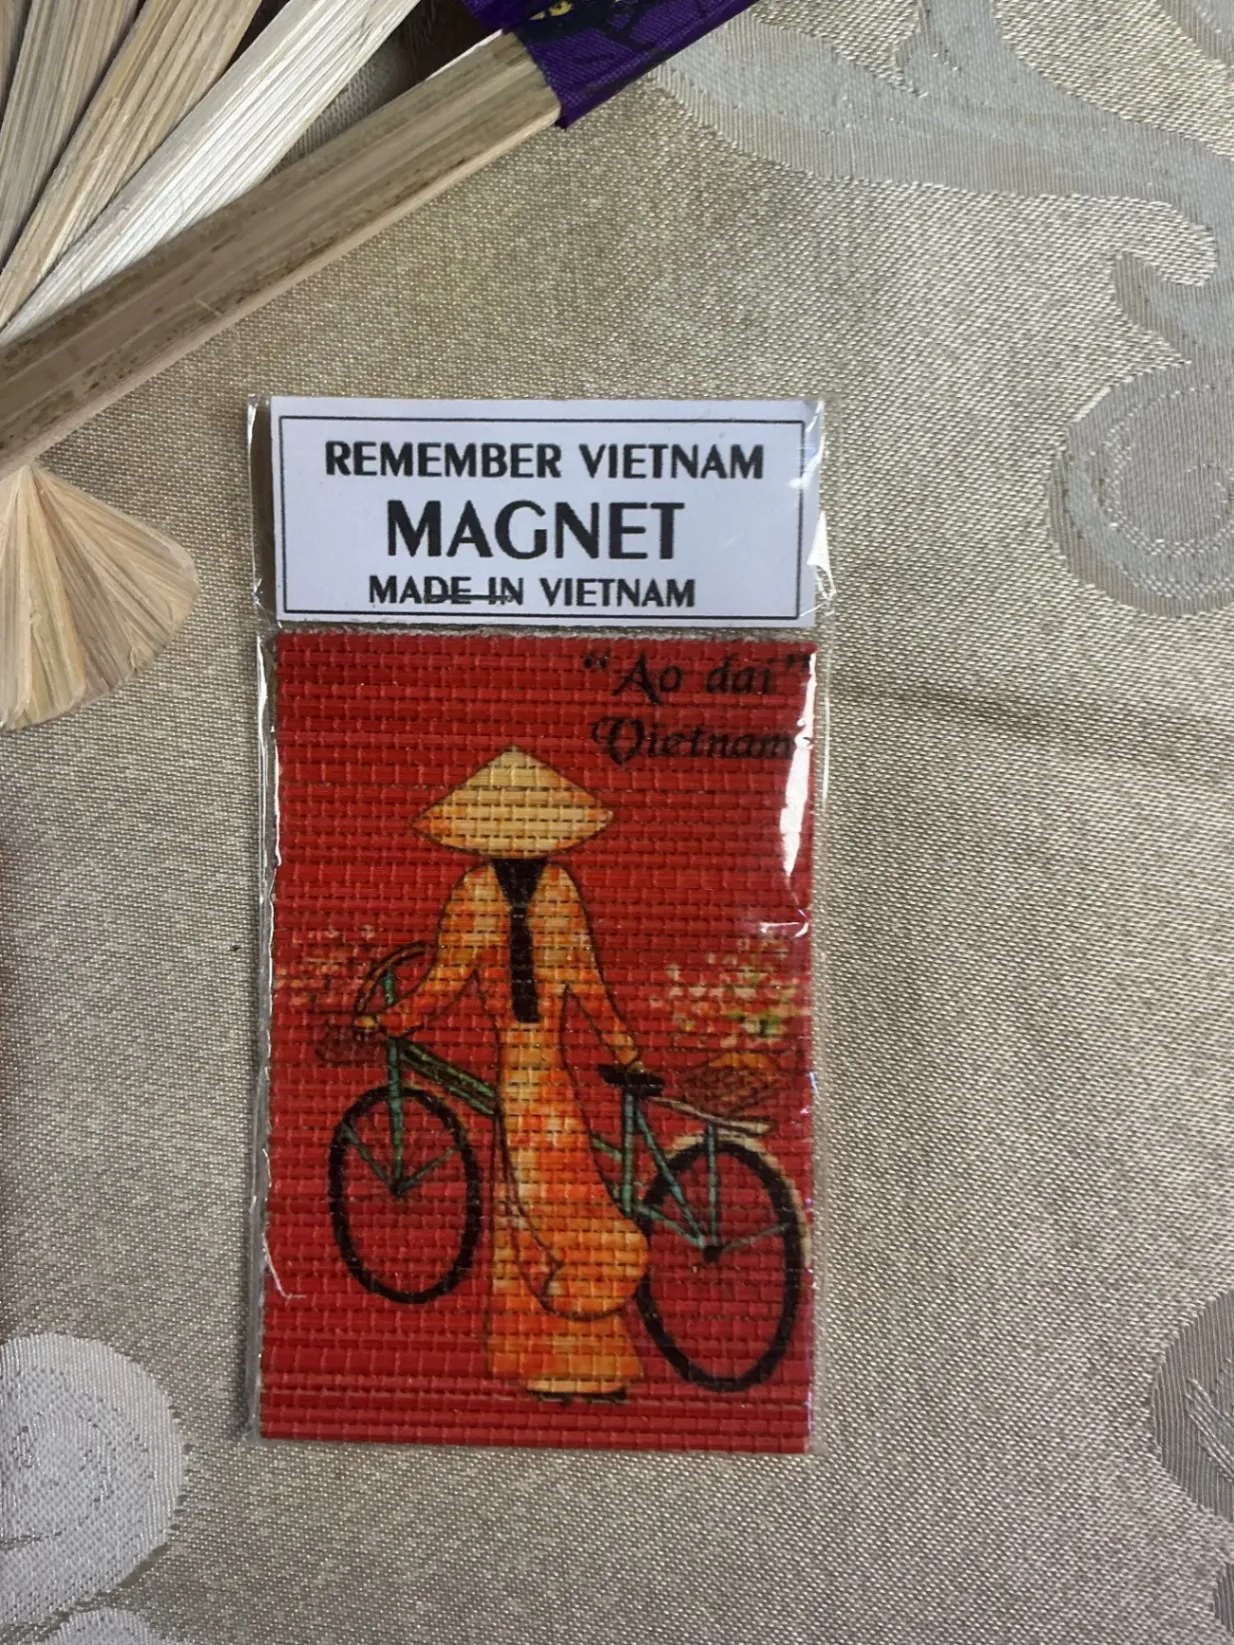 REMEMBER VIETNAM
MAGNET
MADE IN VIETNAM
"Ao dai"
Vietnam